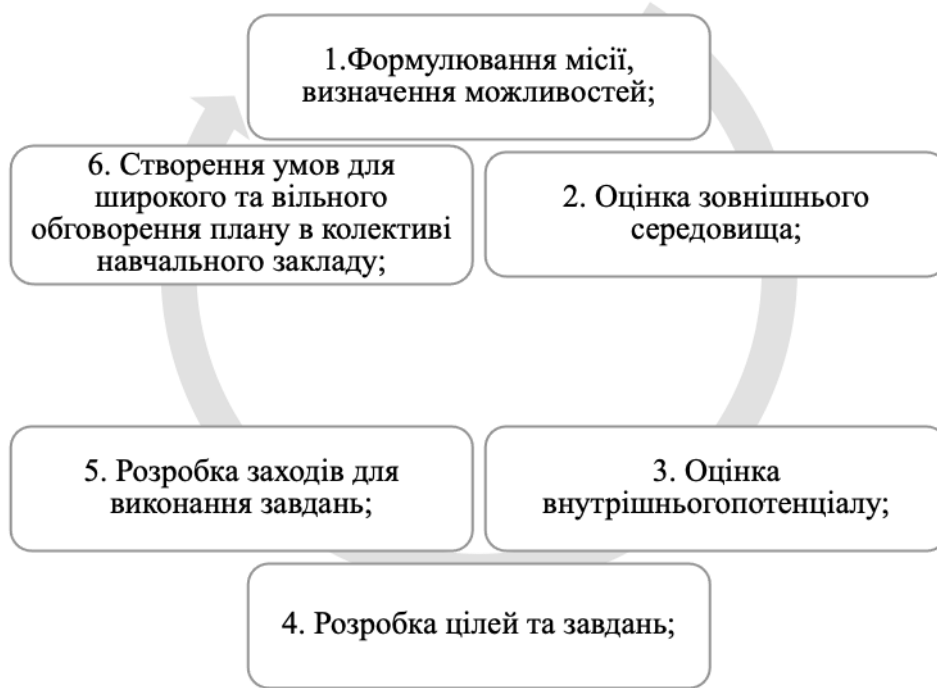 1.Формулювання місії,
визначення можливостей;
2. Оцінка зовнішнього
середовища;
3. Оцінка
внутрішньогопотенціалу;
4. Розробка цілей та завдань;
5. Розробка заходів для
виконання завдань;
6. Створення умов для
широкого та вільного
обговорення плану в колективі
навчального закладу;